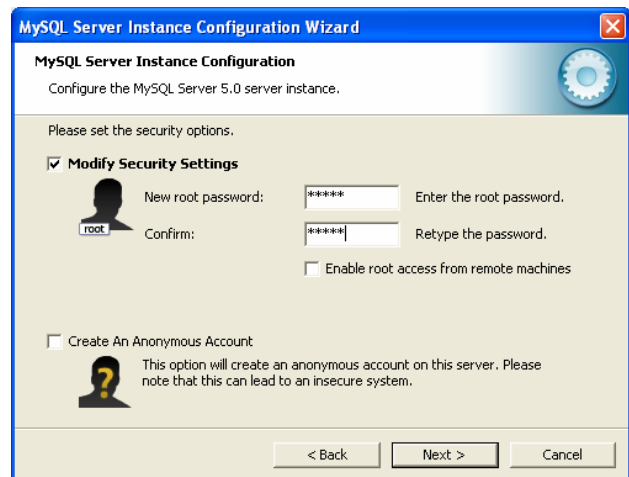 MySQL Server Instance Configuration Wizard
MySQL Server Instance Configuration
Configure the MySQL Server 5.0 server instance.
Please set the security options.
Modify Security Settings
New root password: ***** Enter the root password.
root
Confirm: ***** Retype the password.
Enable root access from remote machines
Create An Anonymous Account
? This option will create an anonymous account on this server. Please
note that this can lead to an insecure system.
< Back Next > Cancel